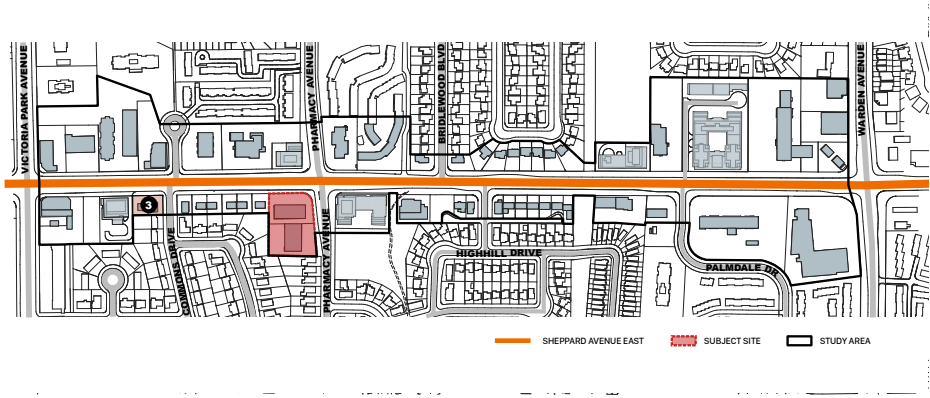 VICTORIA PARK AVENUE
PHARMACY AVENUE
BRIDLEWOOD BLVD
WARDEN AVENUE
3
COMMONS DRIVE
PHARMACY AVENUE
HIGHHILL DRIVE
PALMDALE DR
SHEPPARD AVENUE EAST
SUBJECT SITE
STUDY AREA